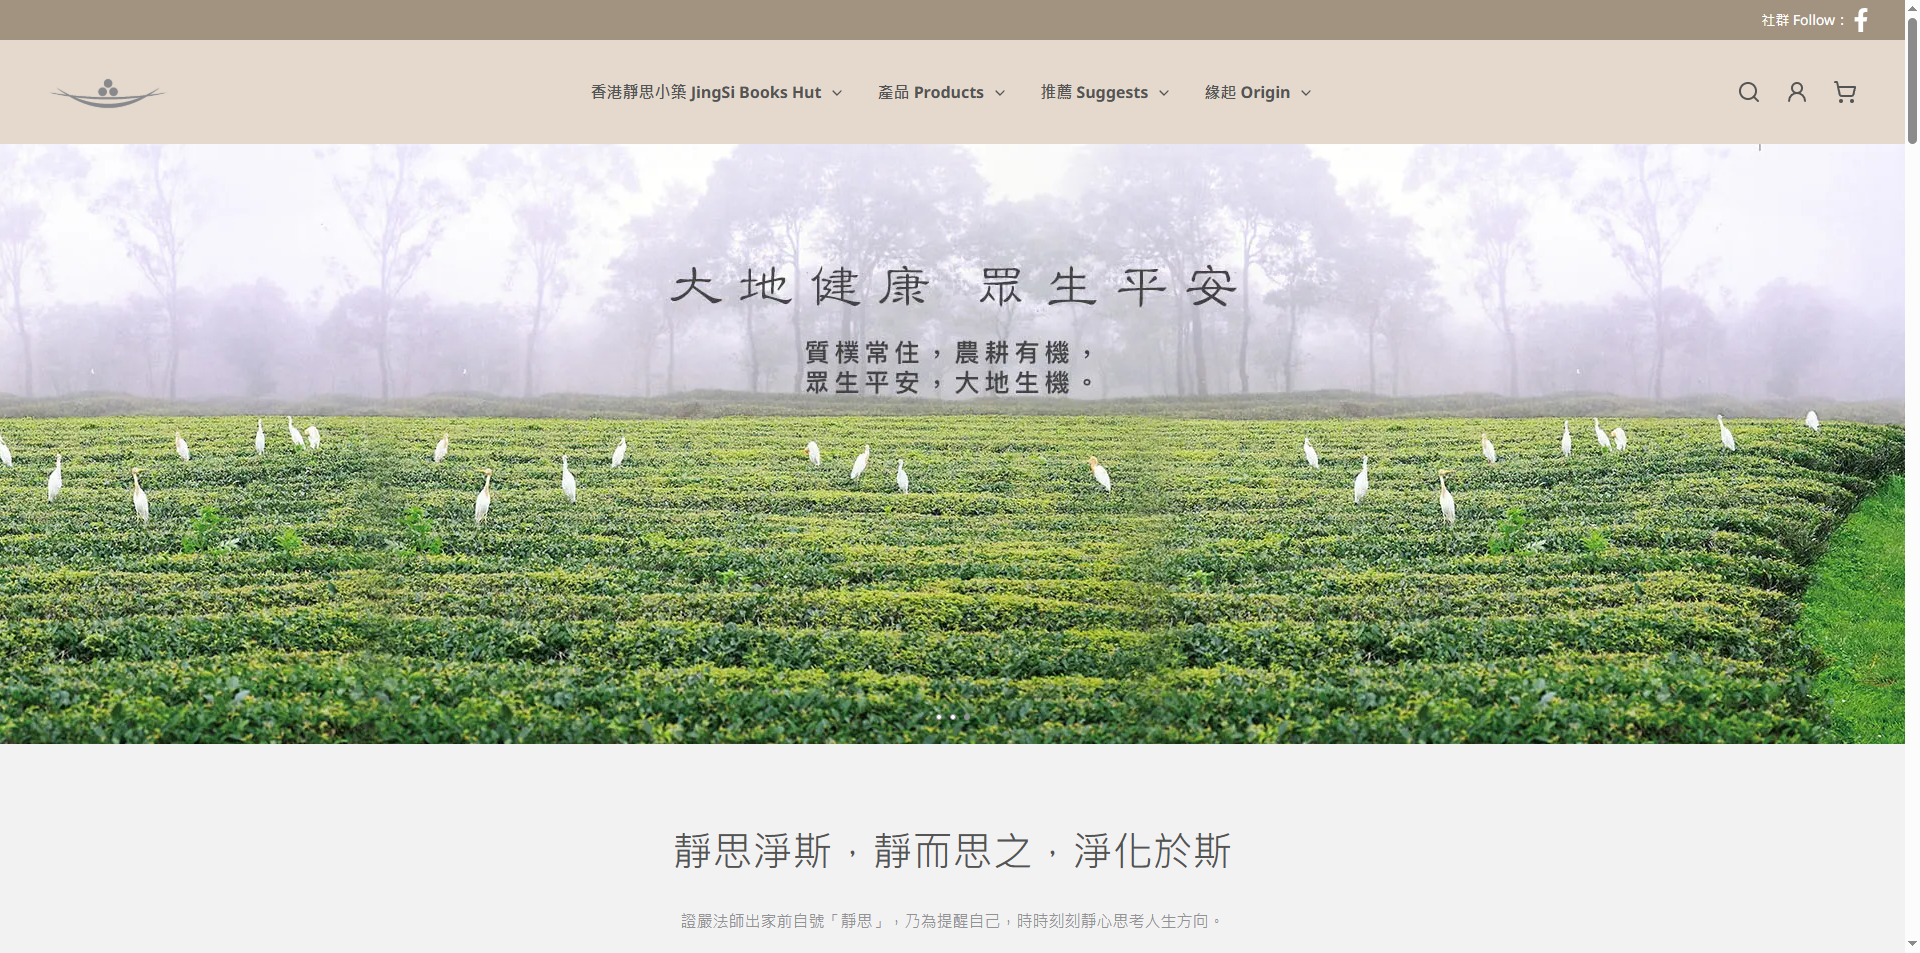 社群 Follow：
香港靜思小築 JingSi Books Hut
產品 Products
推薦 Suggests
緣起 Origin
大地健康 眾生平安
質樸常住，農耕有機，
眾生平安，大地生機。
靜思淨斯，靜而思之，淨化於斯
證嚴法師出家前自號「靜思」，乃為提醒自己，時時刻刻靜心思考人生方向。